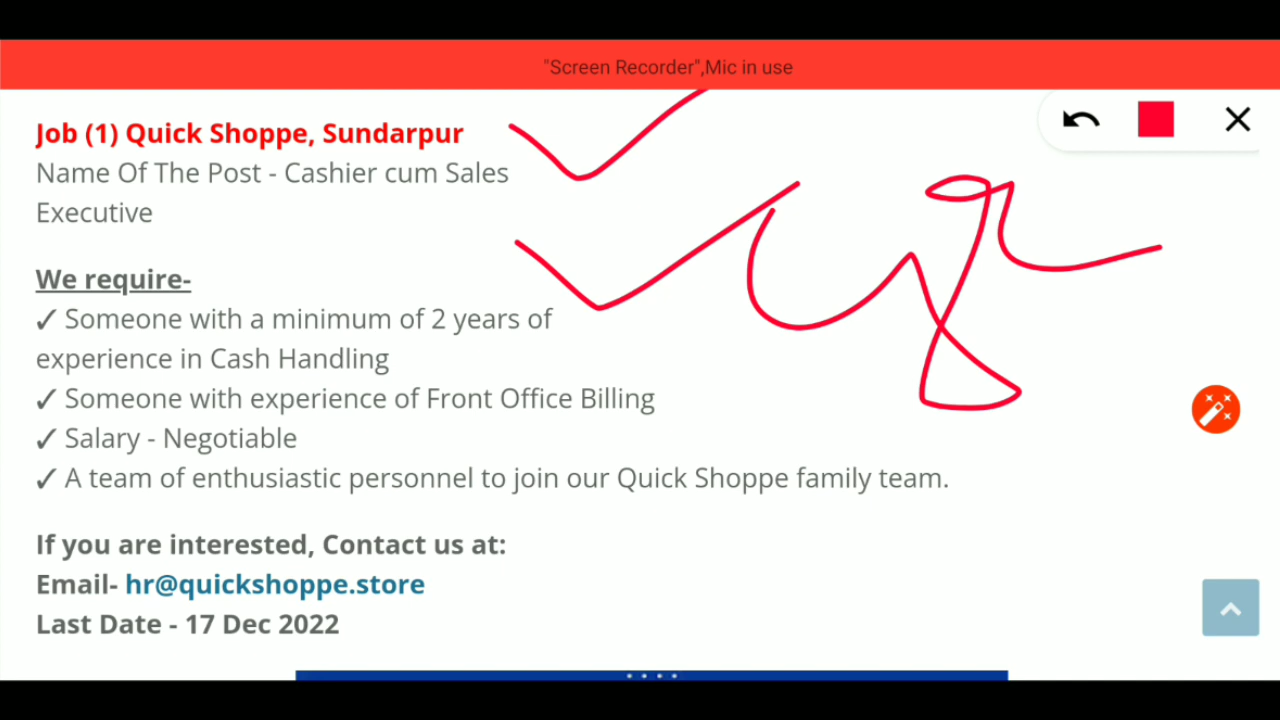 "Screen Recorder",Mic in use
Job (1) Quick Shoppe, Sundarpur
Name Of The Post - Cashier cum Sales
Executive
We require-
✓ Someone with a minimum of 2 years of
experience in Cash Handling
✓ Someone with experience of Front Office Billing
✓ Salary - Negotiable
✓ A team of enthusiastic personnel to join our Quick Shoppe family team.
If you are interested, Contact us at:
Email- hr@quickshoppe.store
Last Date - 17 Dec 2022